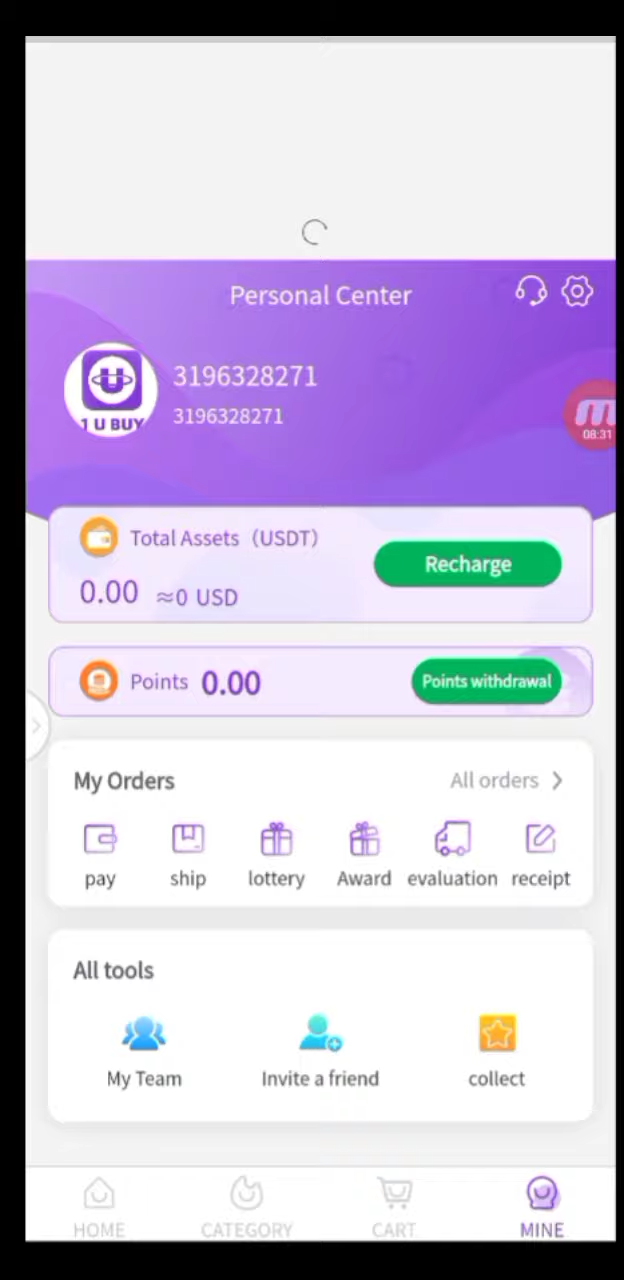 Personal Center
3196328271
3196328271
1 U BUY
08:31
Total Assets（USDT）
Recharge
0.00 ≈0 USD
Points 0.00
Points withdrawal
My Orders
All orders
pay ship lottery Award evaluation receipt
All tools
My Team Invite a friend collect
HOME CATEGORY CART MINE